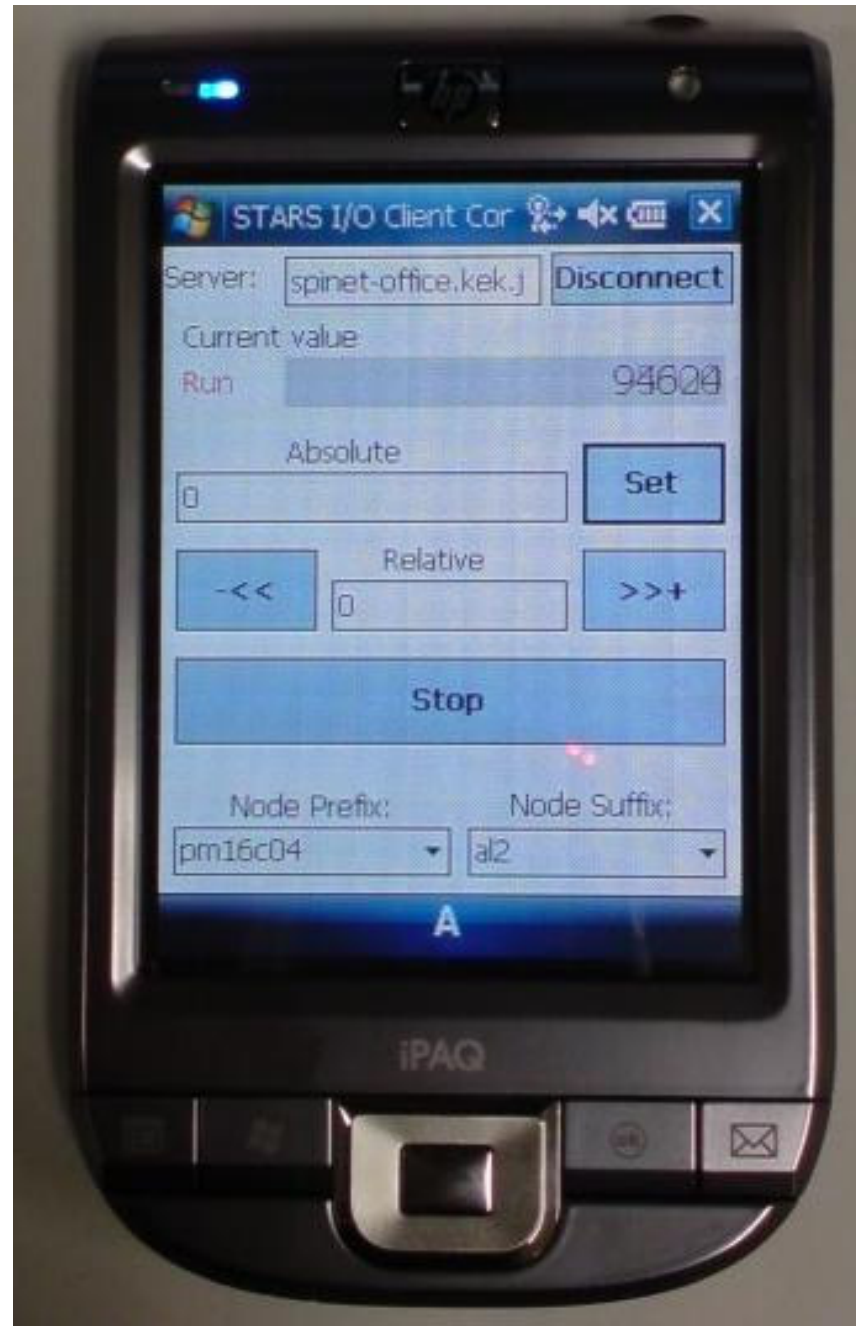 hp
STARS I/O Client Cor
Server: spinet-office.kek.j Disconnect
Current value
Run
Absolute
0 Set
Relative
-<< 0 >>+
Stop
Node Prefix: Node Suffix:
pm16c04 al2
A
iPAQ
ok